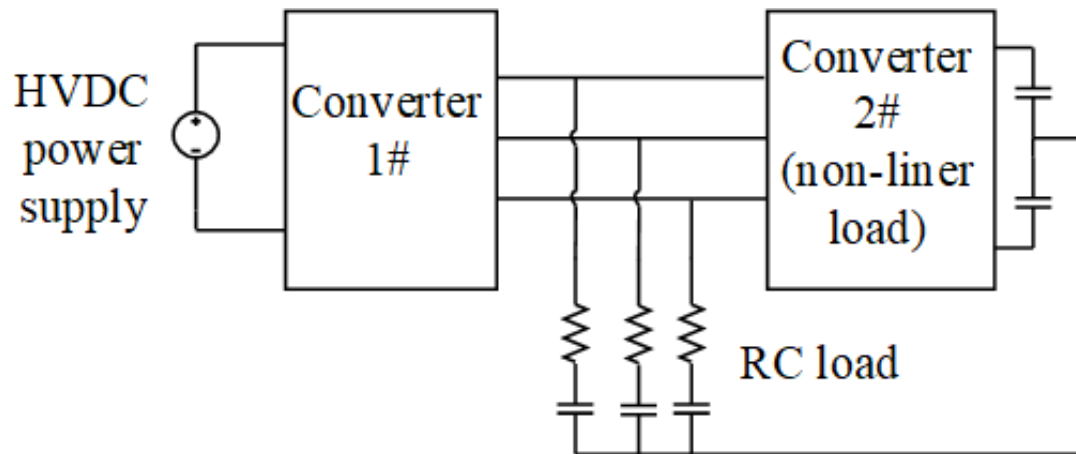 HVDC
power
supply
Converter
1#
Converter
2#
(non-liner
load)
RC load